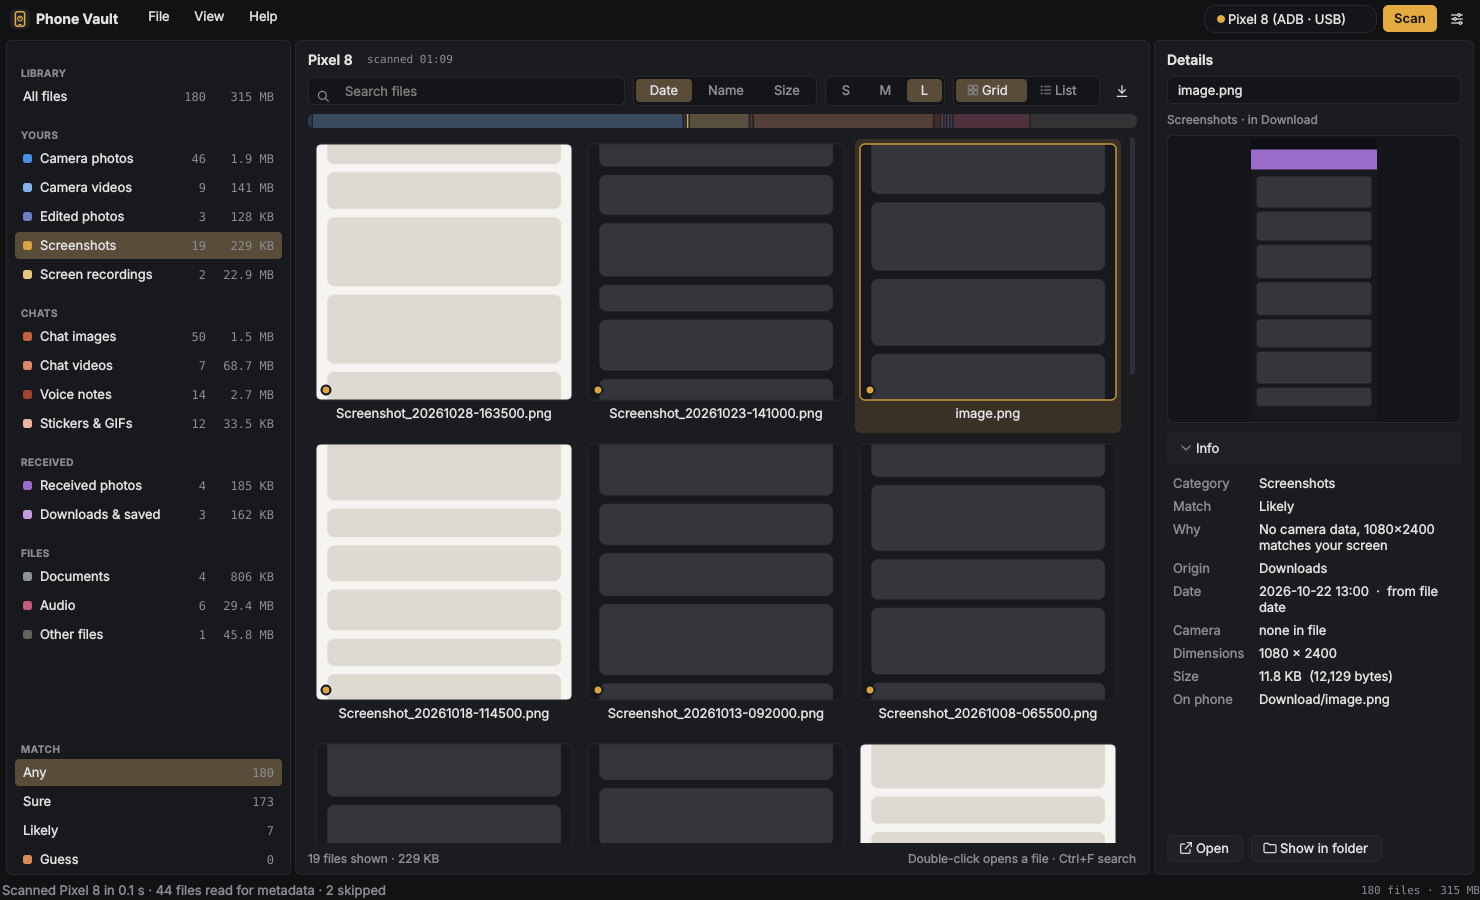 Phone Vault File View Help Pixel 8 (ADB · USB) Scan
LIBRARY
All files 180 315 MB
YOURS
Camera photos 46 1.9 MB
Camera videos 9 141 MB
Edited photos 3 128 KB
Screenshots 19 229 KB
Screen recordings 2 22.9 MB
CHATS
Chat images 50 1.5 MB
Chat videos 7 68.7 MB
Voice notes 14 2.7 MB
Stickers & GIFs 12 33.5 KB
RECEIVED
Received photos 4 185 KB
Downloads & saved 3 162 KB
FILES
Documents 4 806 KB
Audio 6 29.4 MB
Other files 1 45.8 MB
MATCH
Any 180
Sure 173
Likely 7
Guess 0
Pixel 8 scanned 01:09
Search files Date Name Size S M L Grid List
Screenshot_20261028-163500.png Screenshot_20261023-141000.png image.png
Screenshot_20261018-114500.png Screenshot_20261013-092000.png Screenshot_20261008-065500.png
19 files shown · 229 KB Double-click opens a file · Ctrl+F search
Details
image.png
Screenshots · in Download
Info
Category Screenshots
Match Likely
Why No camera data, 1080×2400
matches your screen
Origin Downloads
Date 2026-10-22 13:00 · from file
date
Camera none in file
Dimensions 1080 × 2400
Size 11.8 KB (12,129 bytes)
On phone Download/image.png
Open Show in folder
Scanned Pixel 8 in 0.1 s · 44 files read for metadata · 2 skipped 180 files · 315 MB